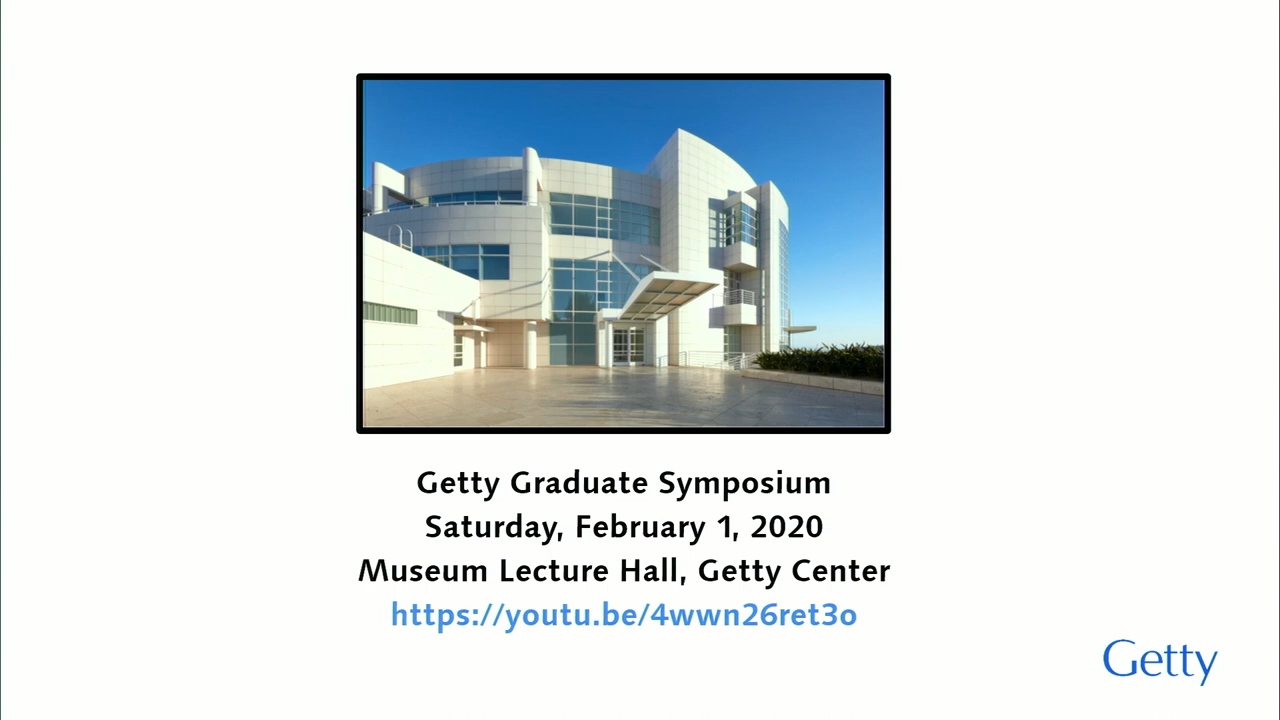 Getty Graduate Symposium
Saturday, February 1, 2020
Museum Lecture Hall, Getty Center
https://youtu.be/4wwn26ret3o
Getty